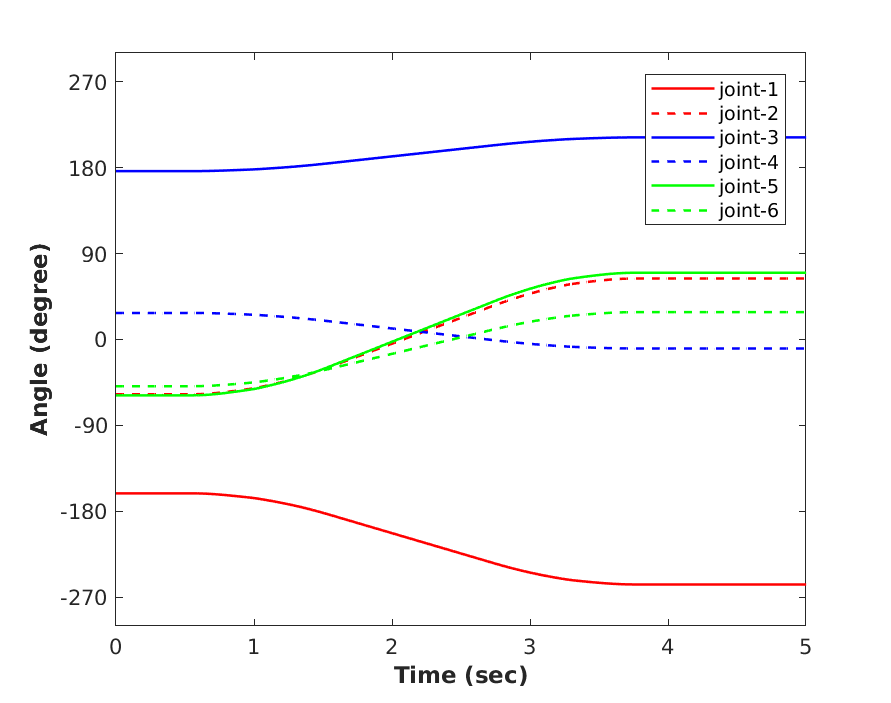 270
180
90
0
-90
-180
-270
Angle (degree)
joint-1
joint-2
joint-3
joint-4
joint-5
joint-6
0 1 2 3 4 5
Time (sec)